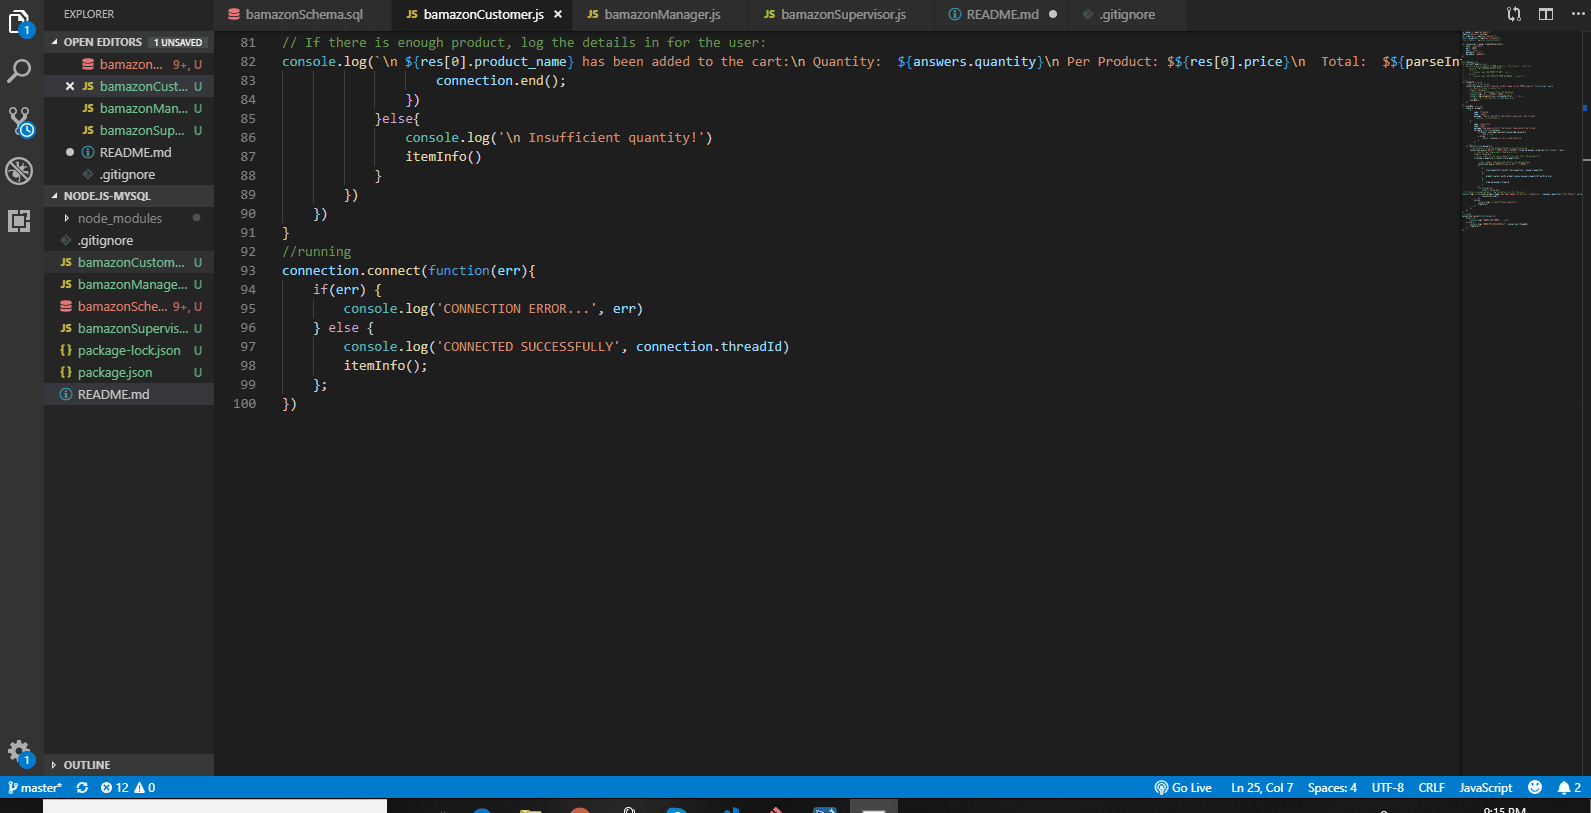 EXPLORER
bamazonSchema.sql
JS bamazonCustomer.js ×
JS bamazonManager.js
JS bamazonSupervisor.js
README.md
.gitignore
OPEN EDITORS 1 UNSAVED
bamazon... 9+, U
JS bamazonCust... U
JS bamazonMan... U
JS bamazonSup... U
README.md
.gitignore
NODE.JS-MYSQL
node_modules
.gitignore
JS bamazonCustom... U
JS bamazonManage... U
bamazonSche... 9+, U
JS bamazonSupervis... U
{} package-lock.json U
{} package.json U
README.md
OUTLINE
1
1
81 // If there is enough product, log the details in for the user:
82 console.log(`\n ${res[0].product_name} has been added to the cart:\n Quantity:  ${answers.quantity}\n Per Product: $${res[0].price}\n  Total:  $${parseIn
83 connection.end();
84 })
85 }else{
86 console.log('\n Insufficient quantity!')
87 itemInfo()
88 }
89 })
90 })
91 }
92 //running
93 connection.connect(function(err){
94 if(err) {
95 console.log('CONNECTION ERROR...', err)
96 } else {
97 console.log('CONNECTED SUCCESSFULLY', connection.threadId)
98 itemInfo();
99 };
100 })
master* 12 0 Go Live Ln 25, Col 7 Spaces: 4 UTF-8 CRLF JavaScript 2
9:15 PM